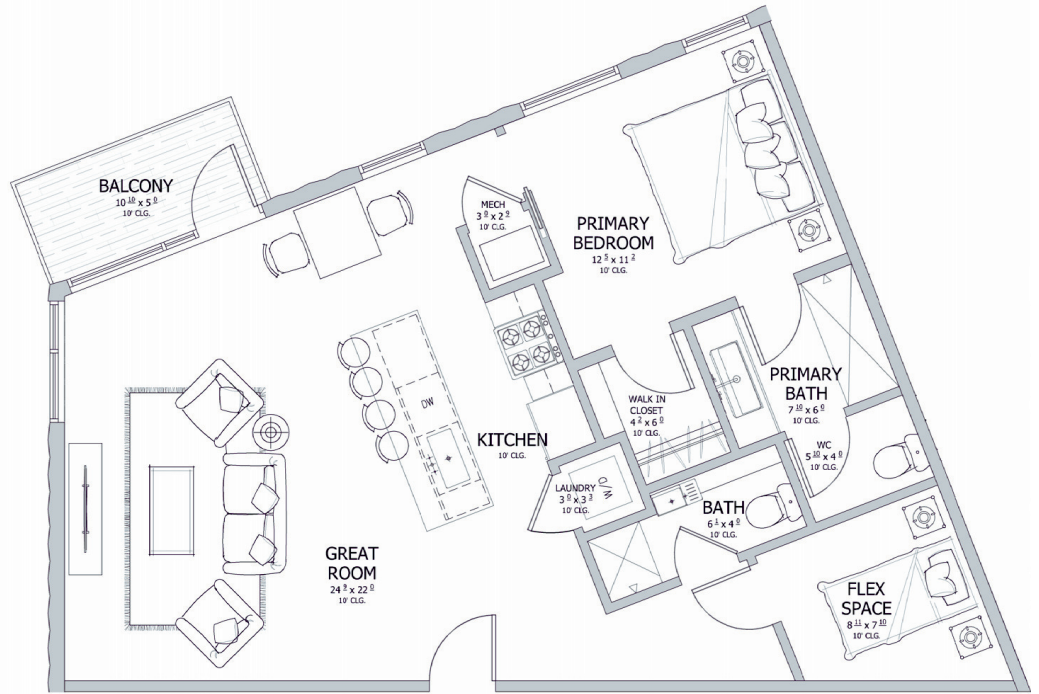 BALCONY
10 10 x 5 0
10' CLG.
MECH
3 0 x 2 9
10' CLG.
PRIMARY
BEDROOM
12 5 x 11 2
10' CLG.
PRIMARY
BATH
7 10 x 6 0
10' CLG.
WALK IN
CLOSET
4 2 x 6 0
10' CLG.
DW
KITCHEN
10' CLG.
WC
5 10 x 4 0
10' CLG.
LAUNDRY
3 0 x 3 3
10' CLG.
W/D
BATH
6 1 x 4 0
10' CLG.
GREAT
ROOM
24 9 x 22 0
10' CLG.
FLEX
SPACE
8 11 x 7 10
10' CLG.